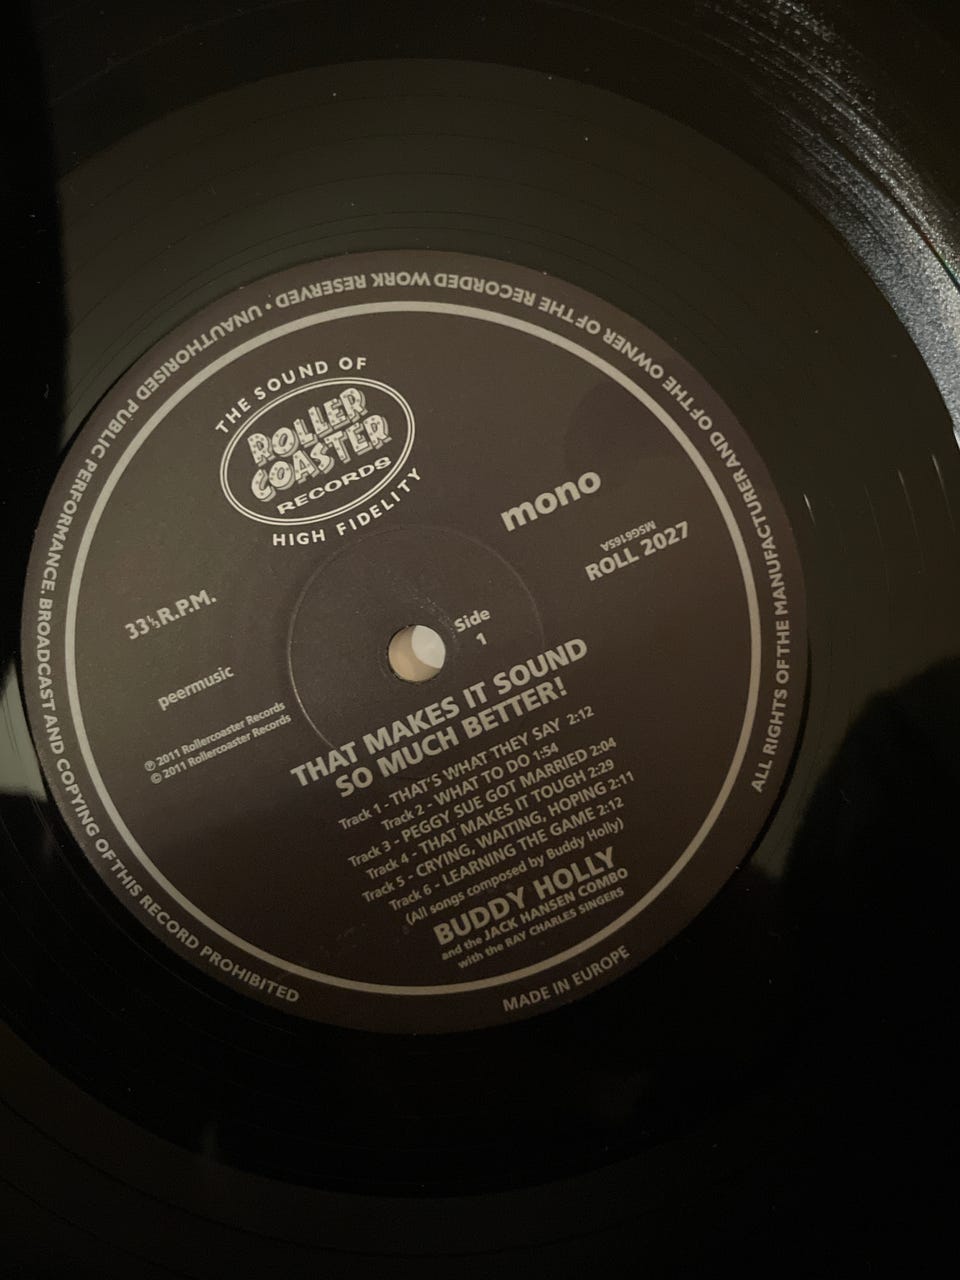 THE SOUND OF
ROLLER
COASTER
RECORDS
HIGH FIDELITY
mono
MSG6165A
ROLL 2027
33⅓ R.P.M.
peermusic
℗ 2011 Rollercoaster Records
© 2011 Rollercoaster Records
Side
1
THAT MAKES IT SOUND
SO MUCH BETTER!
Track 1 - THAT'S WHAT THEY SAY 2:12
Track 2 - WHAT TO DO 1:54
Track 3 - PEGGY SUE GOT MARRIED 2:04
Track 4 - THAT MAKES IT TOUGH 2:29
Track 5 - CRYING, WAITING, HOPING 2:11
Track 6 - LEARNING THE GAME 2:12
(All songs composed by Buddy Holly)
BUDDY HOLLY
and the JACK HANSEN COMBO
with the RAY CHARLES SINGERS
ALL RIGHTS OF THE MANUFACTURER AND OF THE OWNER OF THE RECORDED WORK RESERVED • UNAUTHORISED PUBLIC PERFORMANCE. BROADCAST AND COPYING OF THIS RECORD PROHIBITED
MADE IN EUROPE